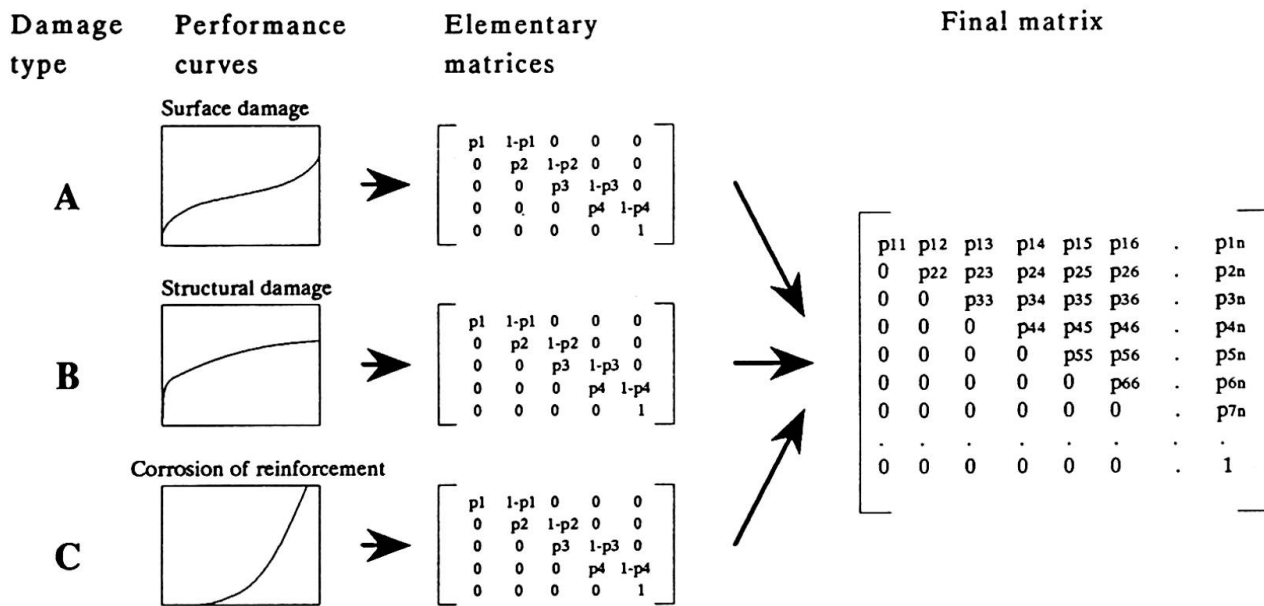 Damage type
Performance curves
Elementary matrices
Final matrix
Surface damage
A
p1 1-p1 0 0 0
0 p2 1-p2 0 0
0 0 p3 1-p3 0
0 0 0 p4 1-p4
0 0 0 0 1
Structural damage
B
p1 1-p1 0 0 0
0 p2 1-p2 0 0
0 0 p3 1-p3 0
0 0 0 p4 1-p4
0 0 0 0 1
Corrosion of reinforcement
C
p1 1-p1 0 0 0
0 p2 1-p2 0 0
0 0 p3 1-p3 0
0 0 0 p4 1-p4
0 0 0 0 1
p11 p12 p13 p14 p15 p16 . p1n
0 p22 p23 p24 p25 p26 . p2n
0 0 p33 p34 p35 p36 . p3n
0 0 0 p44 p45 p46 . p4n
0 0 0 0 p55 p56 . p5n
0 0 0 0 0 p66 . p6n
0 0 0 0 0 0 . p7n
. . . . . . . .
0 0 0 0 0 0 . 1